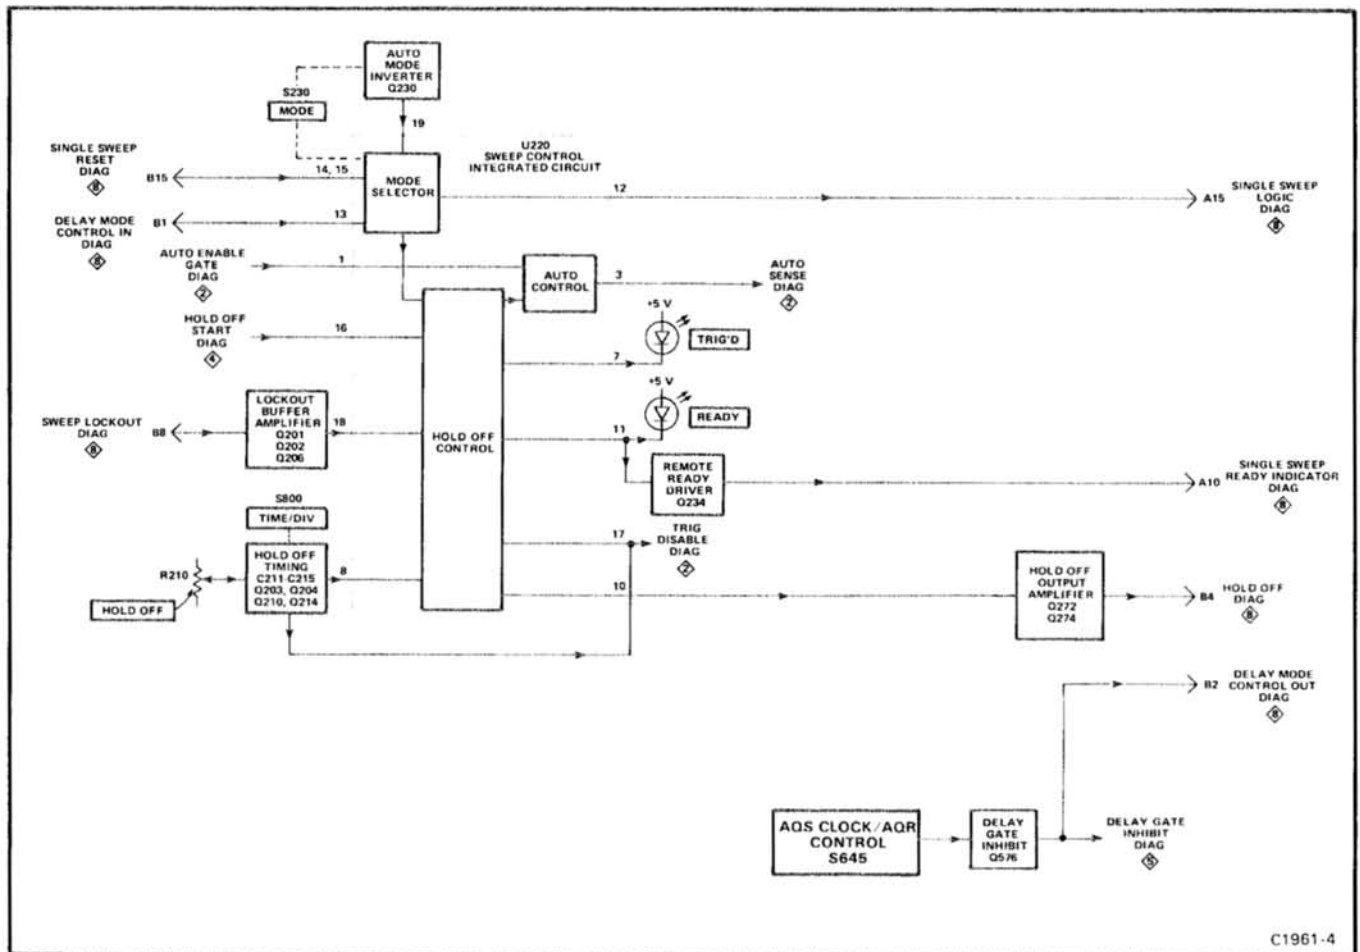 AUTO
MODE
INVERTER
Q230
S230
MODE
19
U220
SWEEP CONTROL
INTEGRATED CIRCUIT
SINGLE SWEEP
RESET
DIAG
8
B15
14, 15
MODE
SELECTOR
12
A15
SINGLE SWEEP
LOGIC
DIAG
8
DELAY MODE
CONTROL IN
DIAG
8
B1
13
AUTO ENABLE
GATE
DIAG
2
1
AUTO
CONTROL
3
AUTO
SENSE
DIAG
2
HOLD OFF
START
DIAG
4
16
+5 V
TRIG'D
7
+5 V
READY
11
SWEEP LOCKOUT
DIAG
8
B8
LOCKOUT
BUFFER
AMPLIFIER
Q201
Q202
Q206
18
HOLD OFF
CONTROL
REMOTE
READY
DRIVER
Q234
A10
SINGLE SWEEP
READY INDICATOR
DIAG
8
S800
TIME/DIV
17
TRIG
DISABLE
DIAG
2
R210
HOLD OFF
HOLD OFF
TIMING
C211-C215
Q203, Q204
Q210, Q214
8
10
HOLD OFF
OUTPUT
AMPLIFIER
Q272
Q274
B4
HOLD OFF
DIAG
8
B2
DELAY MODE
CONTROL OUT
DIAG
8
AQS CLOCK/AQR
CONTROL
S645
DELAY
GATE
INHIBIT
Q576
DELAY GATE
INHIBIT
DIAG
5
C1961-4